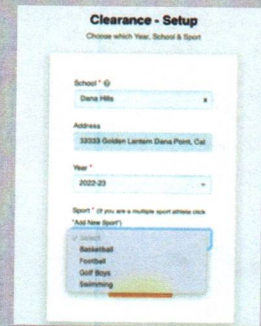 Clearance - Setup
Choose which Year, School & Sport
School *
Dana Hills x
Address
33333 Golden Lantern Dana Point, Cal
Year *
2022-23
Sport * (If you are a multiple sport athlete click
"Add New Sport")
✓ Select
Basketball
Football
Golf Boys
Swimming